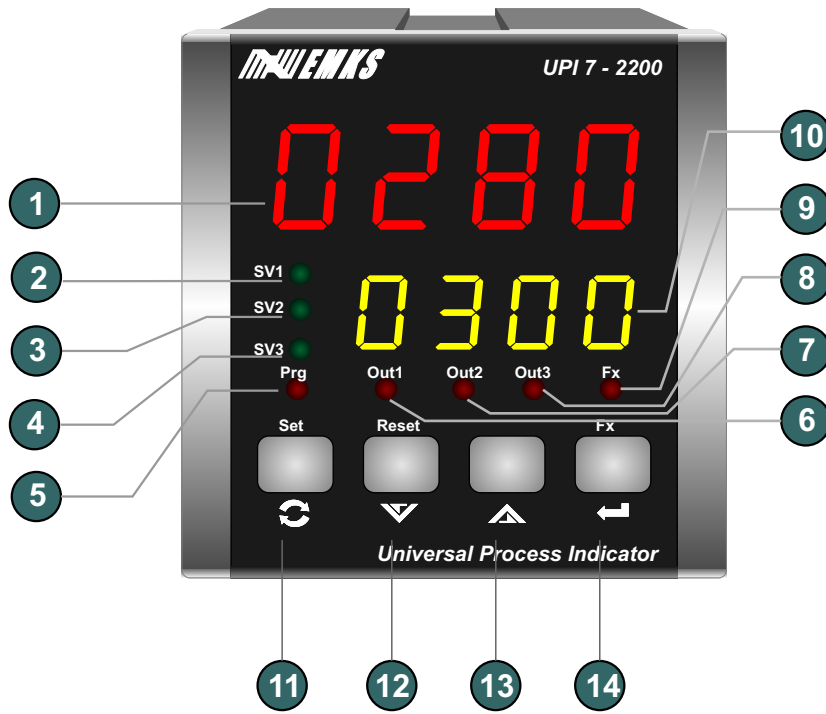 EMKS
UPI 7 - 2200
0280
10
1
9
2
SV1
0300
8
3
SV2
7
4
SV3
6
Prg
Out1
Out2
Out3
Fx
5
Set
Reset
Fx
Universal Process Indicator
11
12
13
14